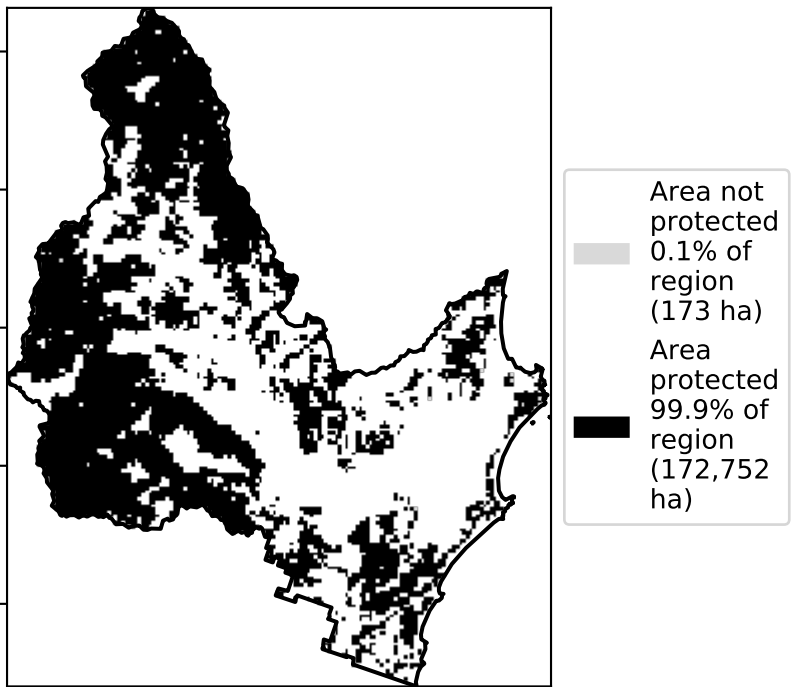 Area not
protected
0.1% of
region
(173 ha)
Area
protected
99.9% of
region
(172,752
ha)